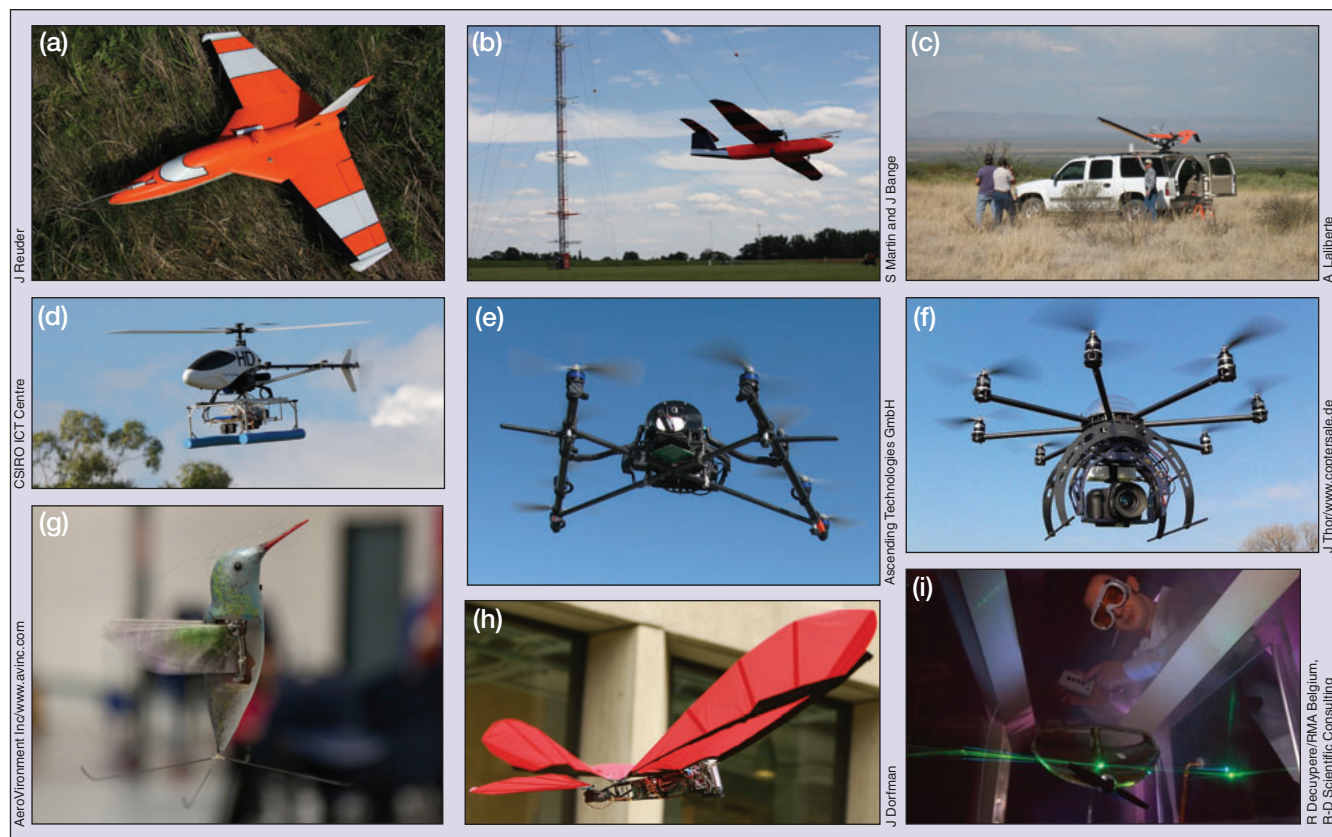 (a)
J Reuder
(b)
S Martin and J Bange
(c)
A Laliberte
(d)
HD
CSIRO ICT Centre
(e)
Ascending Technologies GmbH
(f)
J Thor/www.coptersale.de
(g)
AeroVironment Inc/www.avinc.com
(h)
J Dorfman
(i)
R Decuypere/RMA Belgium,
R-D Scientific Consulting